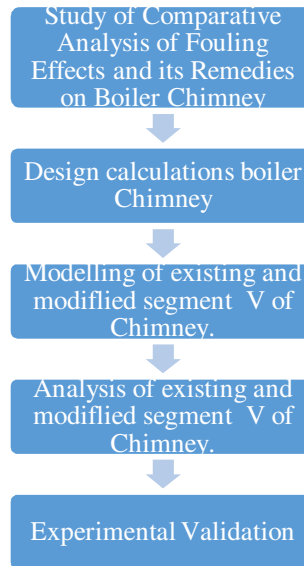 Study of Comparative
Analysis of Fouling
Effects and its Remedies
on Boiler Chimney
Design calculations boiler
Chimney
Modelling of existing and
modiflied segment V of
Chimney.
Analysis of existing and
modiflied segment V of
Chimney.
Experimental Validation